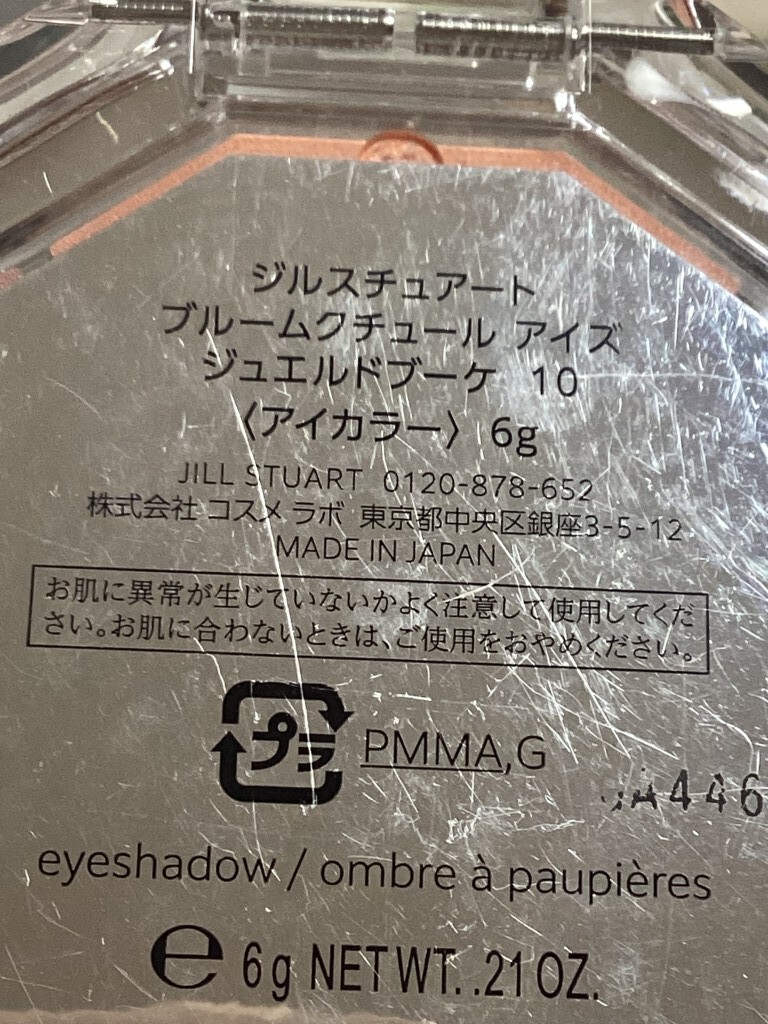 ジルスチュアート
ブルームクチュール アイズ
ジュエルドブーケ 10
〈アイカラー〉 6g
JILL STUART 0120-878-652
株式会社 コスメ ラボ 東京都中央区銀座3-5-12
MADE IN JAPAN
お肌に異常が生じていないかよく注意して使用してくだ
さい。お肌に合わないときは、ご使用をおやめください。
プラ PMMA,G
eyeshadow / ombre à paupières
℮ 6g NET WT. .21 OZ.